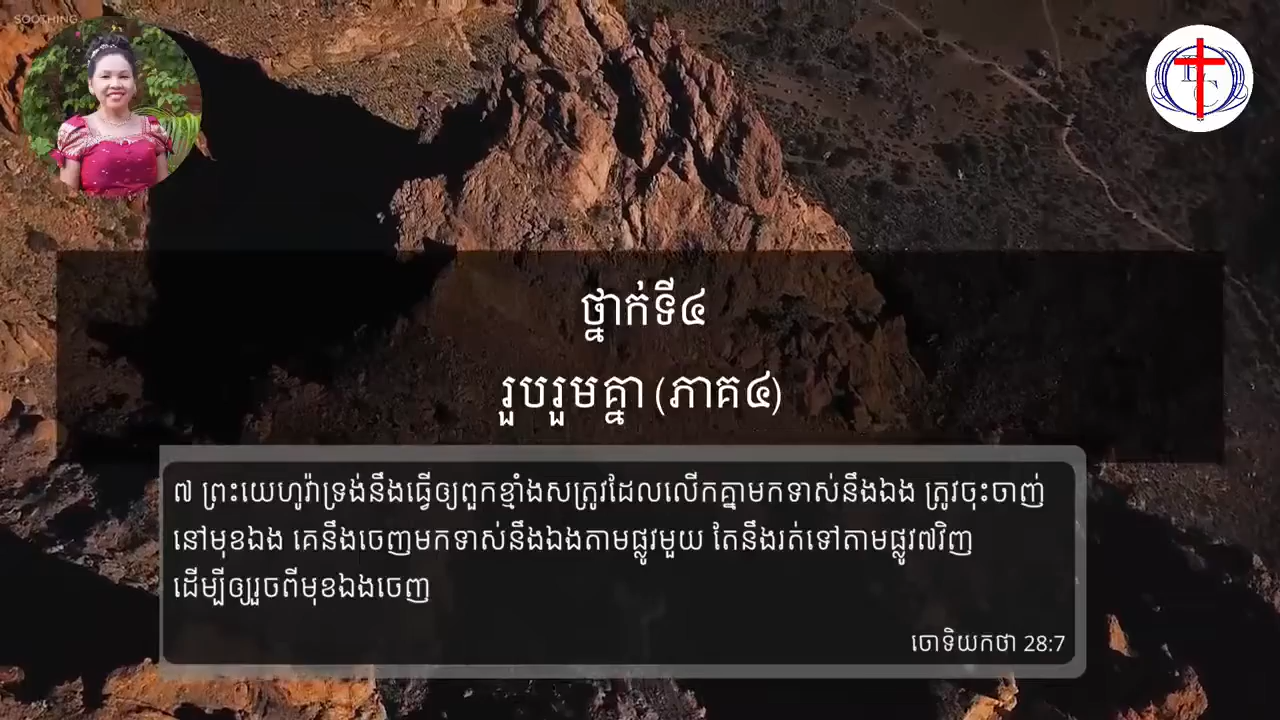 SOOTHING
BC
ថ្នាក់ទី៤
រួបរួមគ្នា (ភាគ៤)
៧ ព្រះយេហូវ៉ាទ្រង់នឹងធ្វើឲ្យពួកខ្មាំងសត្រូវដែលលើកគ្នាមកទាស់នឹងឯង ត្រូវចុះចាញ់
នៅមុខឯង គេនឹងចេញមកទាស់នឹងឯងតាមផ្លូវមួយ តែនឹងរត់ទៅតាមផ្លូវ៧វិញ
ដើម្បីឲ្យរួចពីមុខឯងចេញ
ចោទិយកថា 28:7